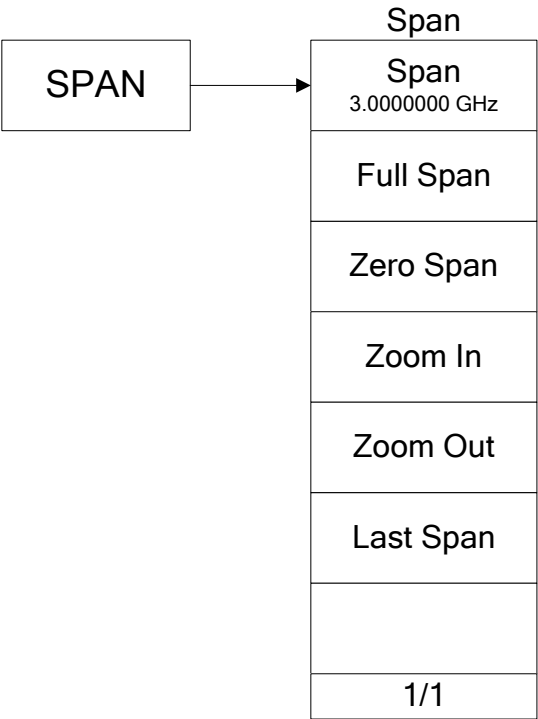 Span
SPAN
Span
3.0000000 GHz
Full Span
Zero Span
Zoom In
Zoom Out
Last Span
1/1